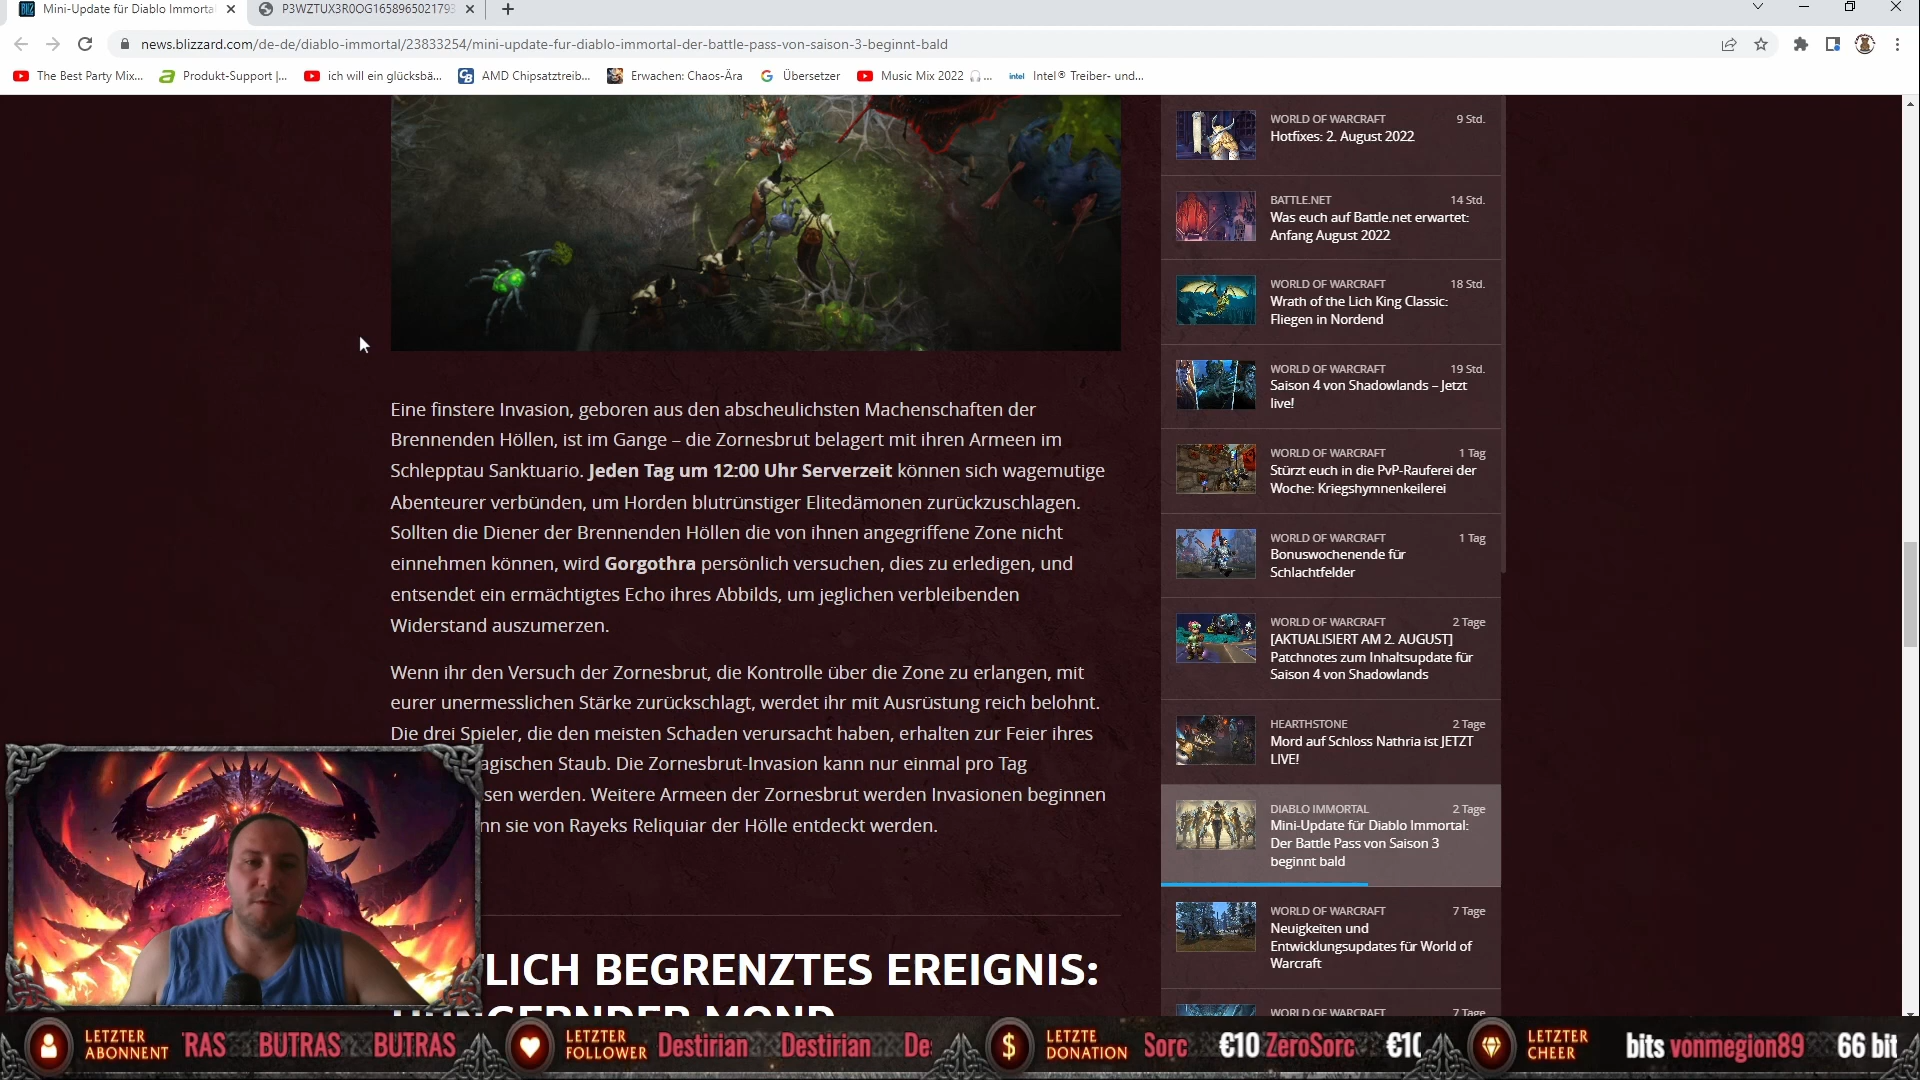 Mini-Update für Diablo Immortal
P3WZTUX3R0OG1658965021793
news.blizzard.com/de-de/diablo-immortal/23833254/mini-update-fur-diablo-immortal-der-battle-pass-von-saison-3-beginnt-bald
The Best Party Mix...
Produkt-Support |...
ich will ein glücksbä...
AMD Chipsatztreib...
Erwachen: Chaos-Ära
Übersetzer
Music Mix 2022 🎧...
Intel® Treiber- und...
Eine finstere Invasion, geboren aus den abscheulichsten Machenschaften der
Brennenden Höllen, ist im Gange – die Zornesbrut belagert mit ihren Armeen im
Schlepptau Sanktuario. Jeden Tag um 12:00 Uhr Serverzeit können sich wagemutige
Abenteurer verbünden, um Horden blutrünstiger Elitedämonen zurückzuschlagen.
Sollten die Diener der Brennenden Höllen die von ihnen angegriffene Zone nicht
einnehmen können, wird Gorgothra persönlich versuchen, dies zu erledigen, und
entsendet ein ermächtigtes Echo ihres Abbilds, um jeglichen verbleibenden
Widerstand auszumerzen.
Wenn ihr den Versuch der Zornesbrut, die Kontrolle über die Zone zu erlangen, mit
eurer unermesslichen Stärke zurückschlagt, werdet ihr mit Ausrüstung reich belohnt.
Die drei Spieler, die den meisten Schaden verursacht haben, erhalten zur Feier ihres
agischen Staub. Die Zornesbrut-Invasion kann nur einmal pro Tag
sen werden. Weitere Armeen der Zornesbrut werden Invasionen beginnen
nn sie von Rayeks Reliquiar der Hölle entdeckt werden.
TLICH BEGRENZTES EREIGNIS:
HUNGERNDER MOND
WORLD OF WARCRAFT 9 Std.
Hotfixes: 2. August 2022
BATTLE.NET 14 Std.
Was euch auf Battle.net erwartet:
Anfang August 2022
WORLD OF WARCRAFT 18 Std.
Wrath of the Lich King Classic:
Fliegen in Nordend
WORLD OF WARCRAFT 19 Std.
Saison 4 von Shadowlands – Jetzt
live!
WORLD OF WARCRAFT 1 Tag
Stürzt euch in die PvP-Rauferei der
Woche: Kriegshymnenkeilerei
WORLD OF WARCRAFT 1 Tag
Bonuswochenende für
Schlachtfelder
WORLD OF WARCRAFT 2 Tage
[AKTUALISIERT AM 2. AUGUST]
Patchnotes zum Inhaltsupdate für
Saison 4 von Shadowlands
HEARTHSTONE 2 Tage
Mord auf Schloss Nathria ist JETZT
LIVE!
DIABLO IMMORTAL 2 Tage
Mini-Update für Diablo Immortal:
Der Battle Pass von Saison 3
beginnt bald
WORLD OF WARCRAFT 7 Tage
Neuigkeiten und
Entwicklungsupdates für World of
Warcraft
WORLD OF WARCRAFT 7 Tage
LETZTER
ABONNENT
'RAS BUTRAS BUTRAS
LETZTER
FOLLOWER
Destirian Destirian De
LETZTE
DONATION
Sorc €10 ZeroSorc €10
LETZTER
CHEER
bits vonmegion89 66 bit